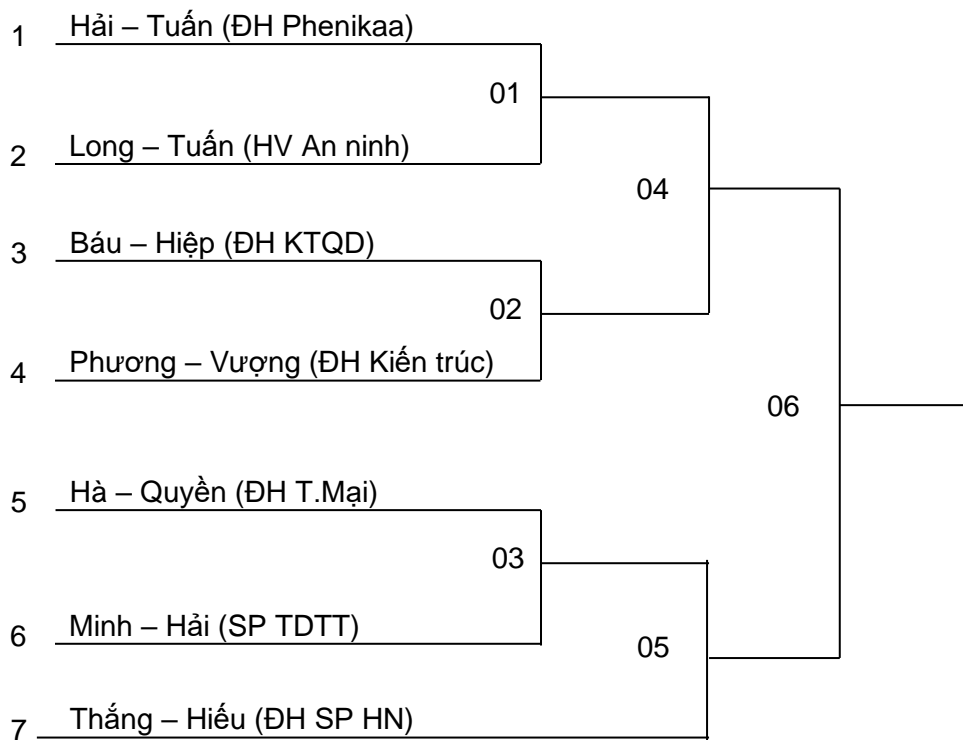 1 Hải – Tuấn (ĐH Phenikaa)
01
2 Long – Tuấn (HV An ninh)
04
3 Báu – Hiệp (ĐH KTQD)
02
4 Phương – Vượng (ĐH Kiến trúc)
06
5 Hà – Quyền (ĐH T.Mại)
03
6 Minh – Hải (SP TDTT)
05
7 Thắng – Hiếu (ĐH SP HN)